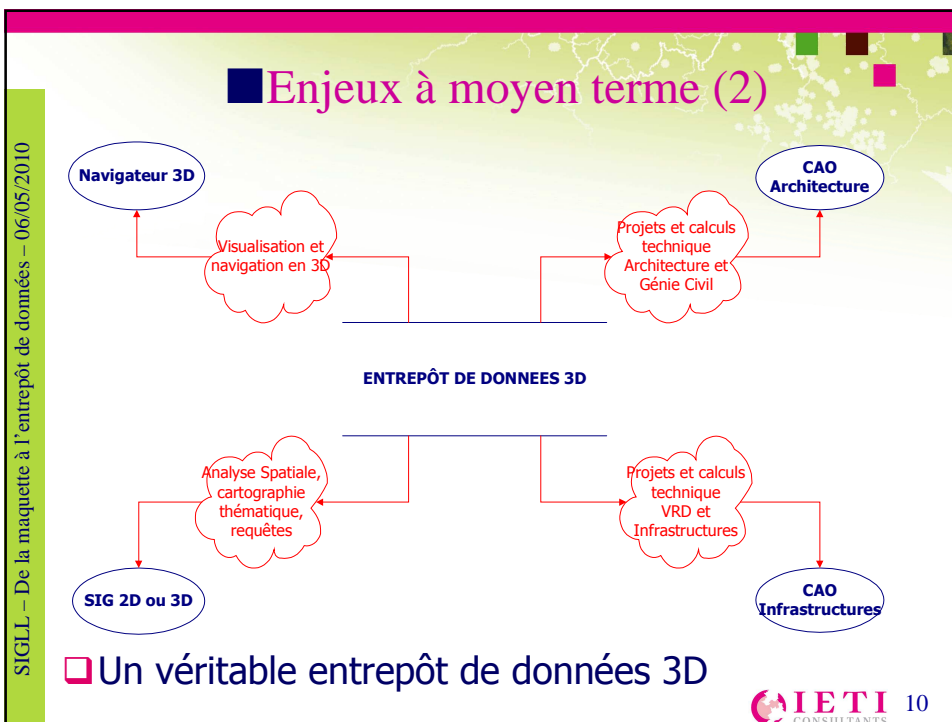 Enjeux à moyen terme (2)
SIGLL – De la maquette à l'entrepôt de données – 06/05/2010
Navigateur 3D
Visualisation et
navigation en 3D
CAO
Architecture
Projets et calculs
technique
Architecture et
Génie Civil
ENTREPÔT DE DONNEES 3D
Analyse Spatiale,
cartographie
thématique,
requêtes
SIG 2D ou 3D
Projets et calculs
technique
VRD et
Infrastructures
CAO
Infrastructures
Un véritable entrepôt de données 3D
IETI
CONSULTANTS
10